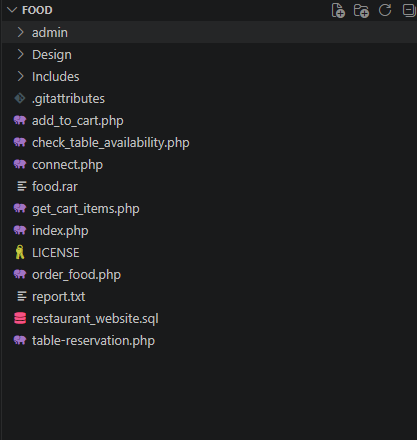 FOOD
admin
Design
Includes
.gitattributes
add_to_cart.php
check_table_availability.php
connect.php
food.rar
get_cart_items.php
index.php
LICENSE
order_food.php
report.txt
restaurant_website.sql
table-reservation.php